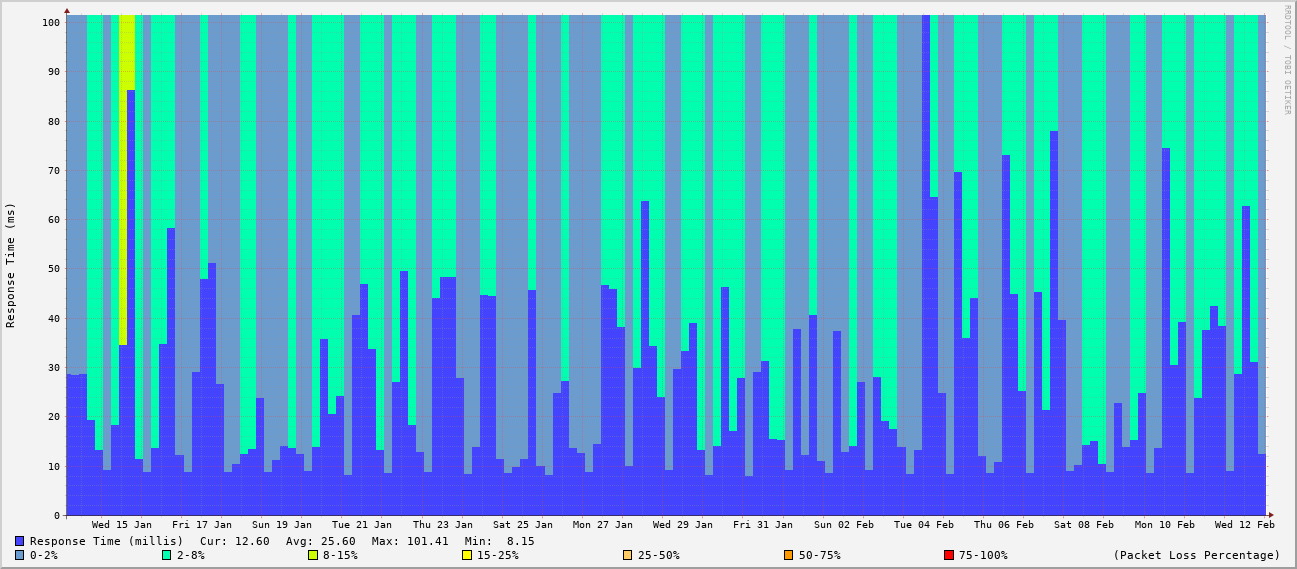 RRDTOOL / TOBI OETIKER
Response Time (ms)
100
90
80
70
60
50
40
30
20
10
0
Wed 15 Jan Fri 17 Jan Sun 19 Jan Tue 21 Jan Thu 23 Jan Sat 25 Jan Mon 27 Jan Wed 29 Jan Fri 31 Jan Sun 02 Feb Tue 04 Feb Thu 06 Feb Sat 08 Feb Mon 10 Feb Wed 12 Feb
Response Time (millis) Cur: 12.60 Avg: 25.60 Max: 101.41 Min: 8.15
0-2% 2-8% 8-15% 15-25% 25-50% 50-75% 75-100% (Packet Loss Percentage)